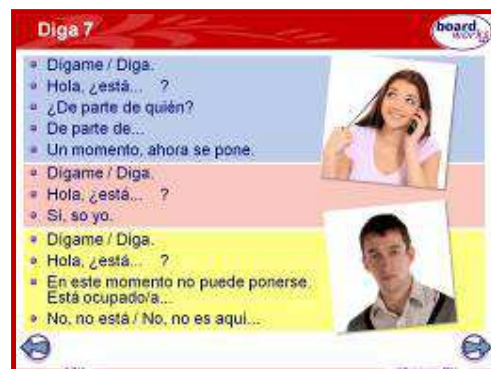 Diga 7
board
works
Dígame / Diga.
Hola, ¿está... ?
¿De parte de quién?
De parte de...
Un momento, ahora se pone.
Dígame / Diga.
Hola, ¿está... ?
Sí, so yo.
Dígame / Diga.
Hola, ¿está... ?
En este momento no puede ponerse.
Está ocupado/a...
No, no está / No, no es aquí...